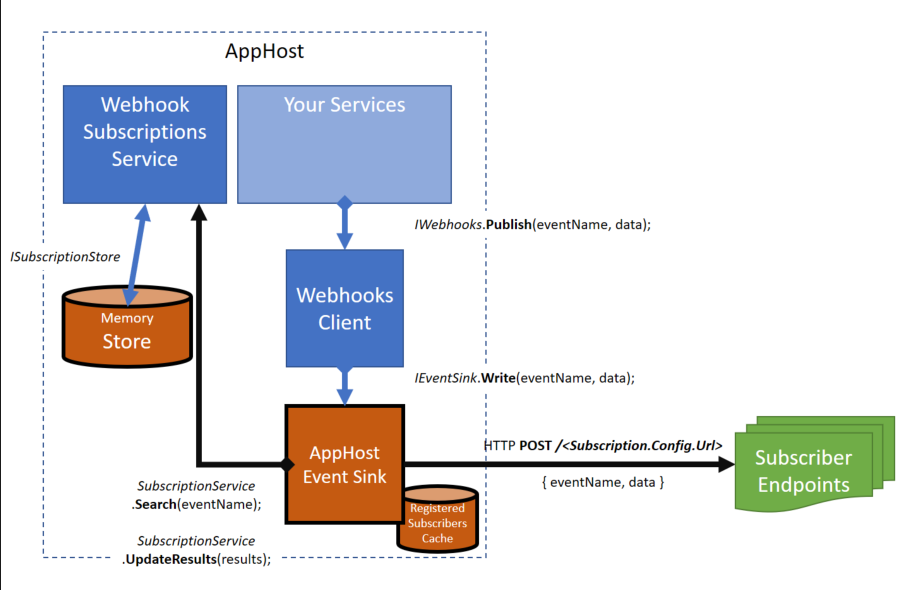 AppHost
Webhook
Subscriptions
Service
Your Services
IWebhooks.Publish(eventName, data);
ISubscriptionStore
Memory
Store
Webhooks
Client
IEventSink.Write(eventName, data);
AppHost
Event Sink
HTTP POST /<Subscription.Config.Url>
{ eventName, data }
Subscriber
Endpoints
SubscriptionService
.Search(eventName);
Registered
Subscribers
Cache
SubscriptionService
.UpdateResults(results);